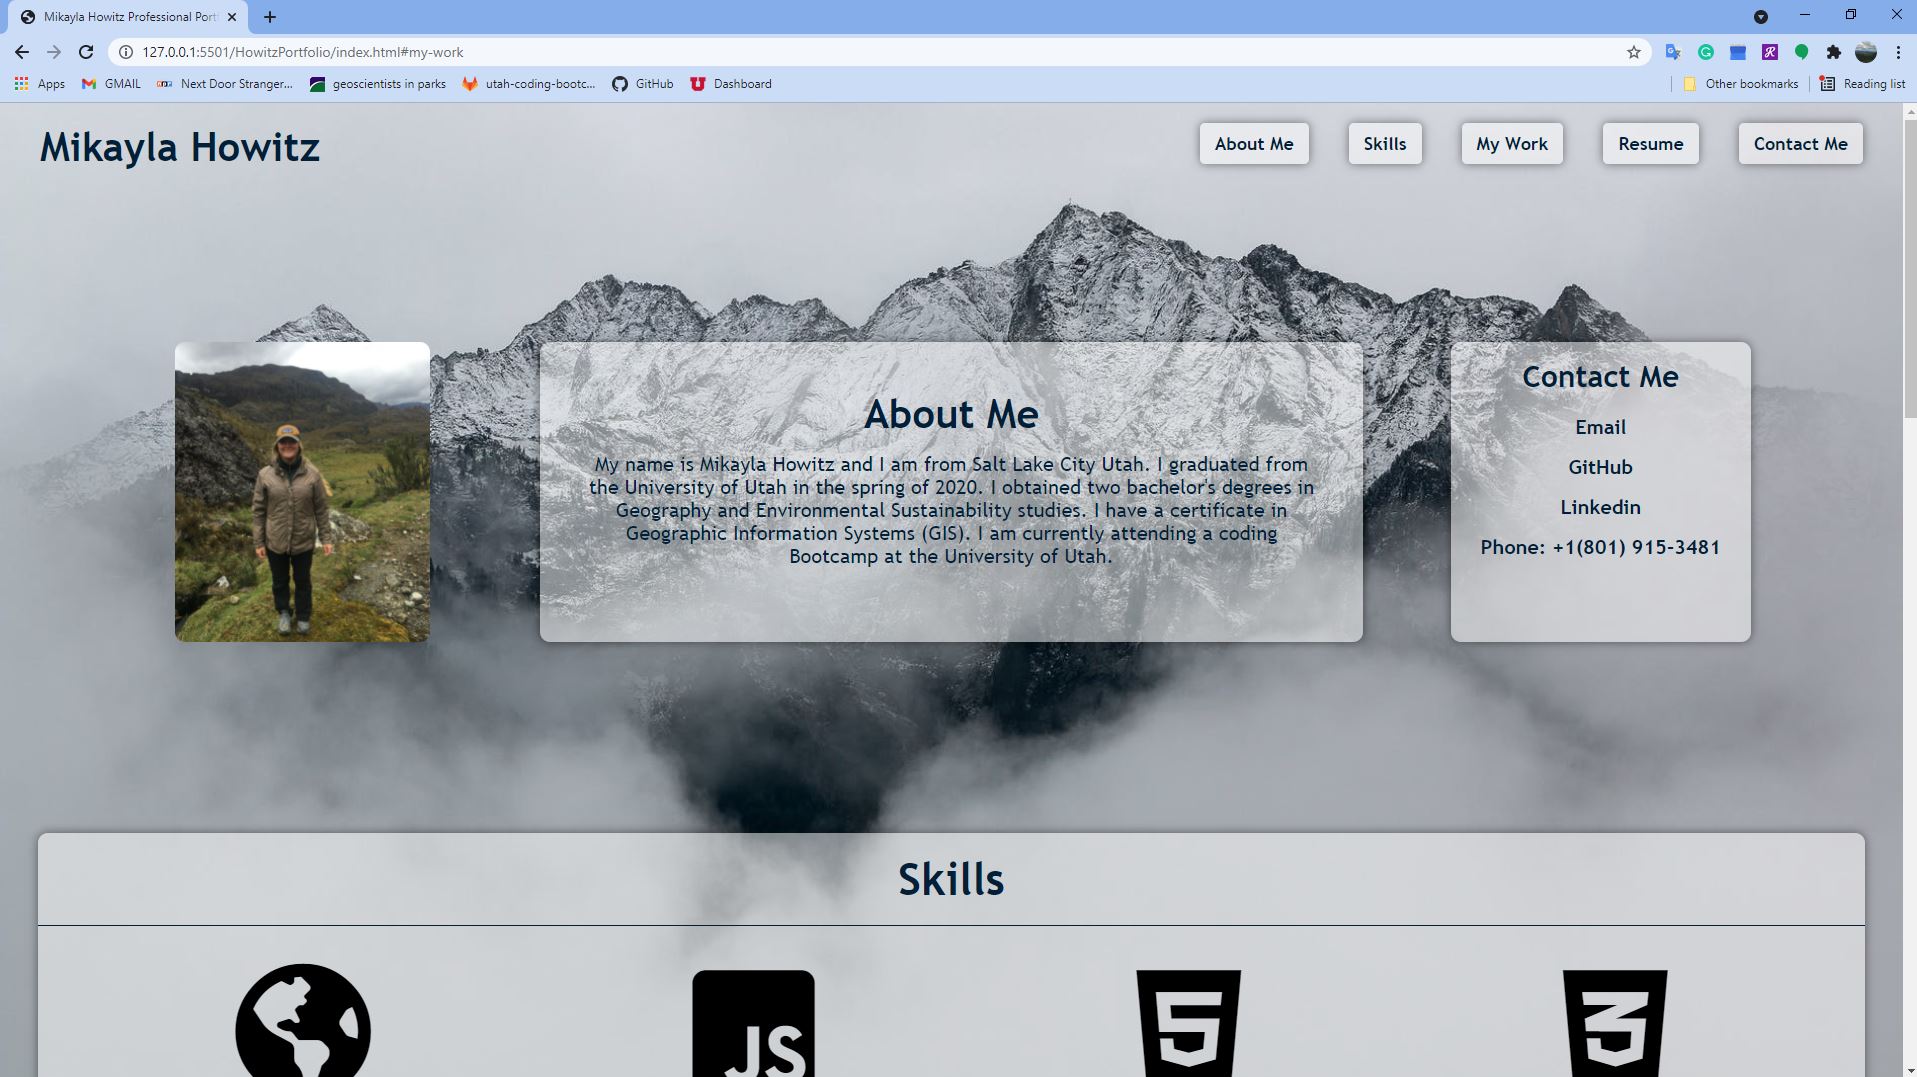 Mikayla Howitz Professional Port
127.0.0.1:5501/HowitzPortfolio/index.html#my-work
Apps GMAIL Next Door Stranger... geoscientists in parks utah-coding-bootc... GitHub Dashboard Other bookmarks Reading list
Mikayla Howitz
About Me Skills My Work Resume Contact Me
About Me
My name is Mikayla Howitz and I am from Salt Lake City Utah. I graduated from
the University of Utah in the spring of 2020. I obtained two bachelor's degrees in
Geography and Environmental Sustainability studies. I have a certificate in
Geographic Information Systems (GIS). I am currently attending a coding
Bootcamp at the University of Utah.
Contact Me
Email
GitHub
Linkedin
Phone: +1(801) 915-3481
Skills
JS 5 3